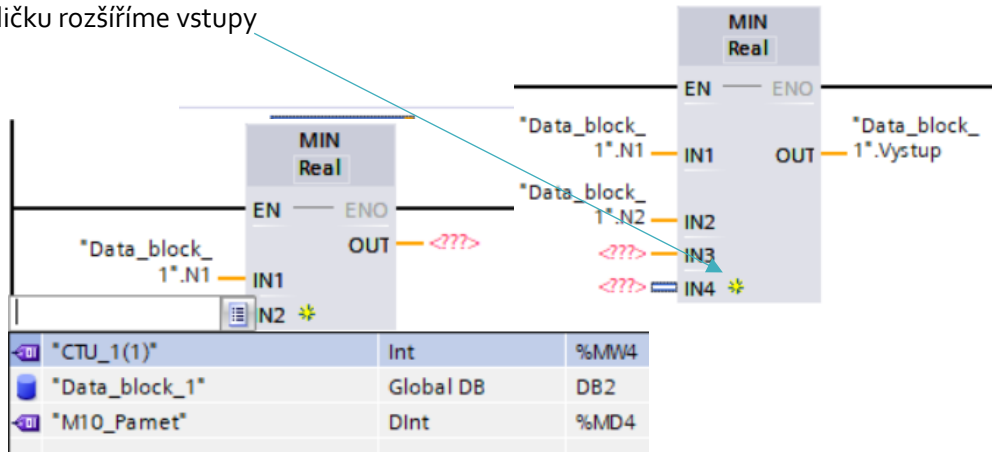 ličku rozšíříme vstupy
MIN
Real
EN
ENO
"Data_block_
1".N1
IN1
OUT
"Data_block_
1".Vystup
"Data_block_
1".N2
IN2
<???>
IN3
<???>
IN4
MIN
Real
EN
ENO
OUT
<???>
"Data_block_
1".N1
IN1
N2
"CTU_1(1)" Int %MW4
"Data_block_1" Global DB DB2
"M10_Pamet" DInt %MD4